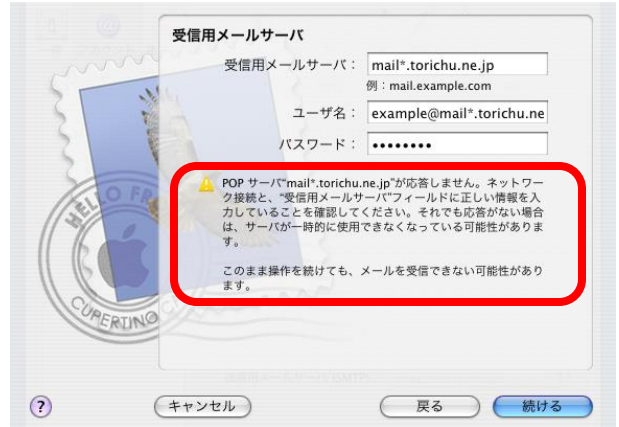 受信用メールサーバ
受信用メールサーバ： mail*.torichu.ne.jp
例：mail.example.com
ユーザ名： example@mail*.torichu.ne
パスワード： ••••••••
POP サーバ“mail*.torichu.ne.jp”が応答しません。ネットワー
ク接続と、“受信用メールサーバ”フィールドに正しい情報を入
力していることを確認してください。それでも応答がない場合
は、サーバが一時的に使用できなくなっている可能性がありま
す。
このまま操作を続けても、メールを受信できない可能性があり
ます。
HELLO FR
CUPERTINO
?
キャンセル
戻る
続ける